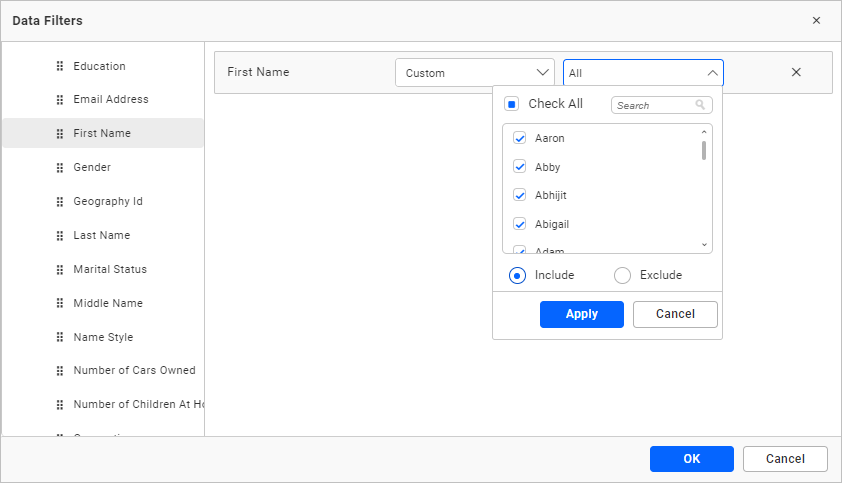 Data Filters
Education
Email Address
First Name
Gender
Geography Id
Last Name
Marital Status
Middle Name
Name Style
Number of Cars Owned
Number of Children At Ho
First Name
Custom
All
Check All
Search
Aaron
Abby
Abhijit
Abigail
Adam
Include
Exclude
Apply
Cancel
OK
Cancel